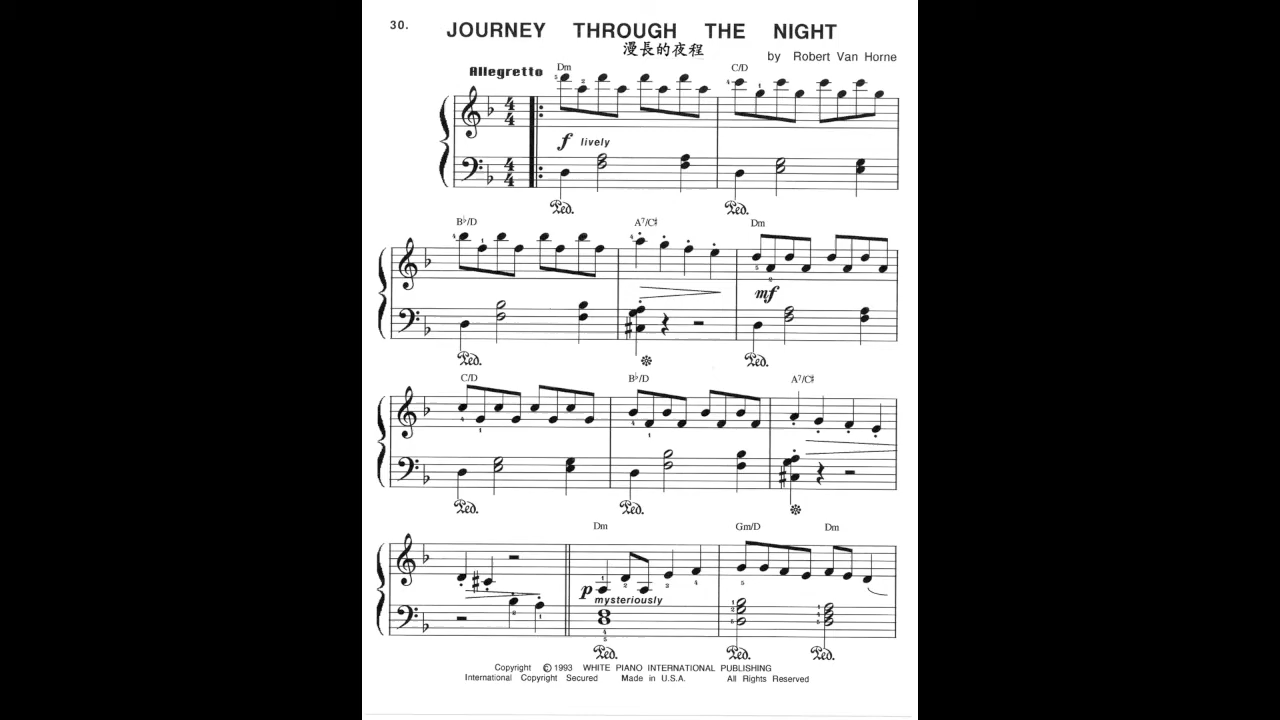 30. JOURNEY THROUGH THE NIGHT
漫長的夜程
by Robert Van Horne
Allegretto
Dm C/D
f lively
Ped. Ped.
B♭/D A7/C♯ Dm
mf
Ped. Ped.
C/D B♭/D A7/C♯
Ped. Ped.
Dm Gm/D Dm
p mysteriously
Ped. Ped. Ped.
Copyright © 1993 WHITE PIANO INTERNATIONAL PUBLISHING
International Copyright Secured Made in U.S.A. All Rights Reserved